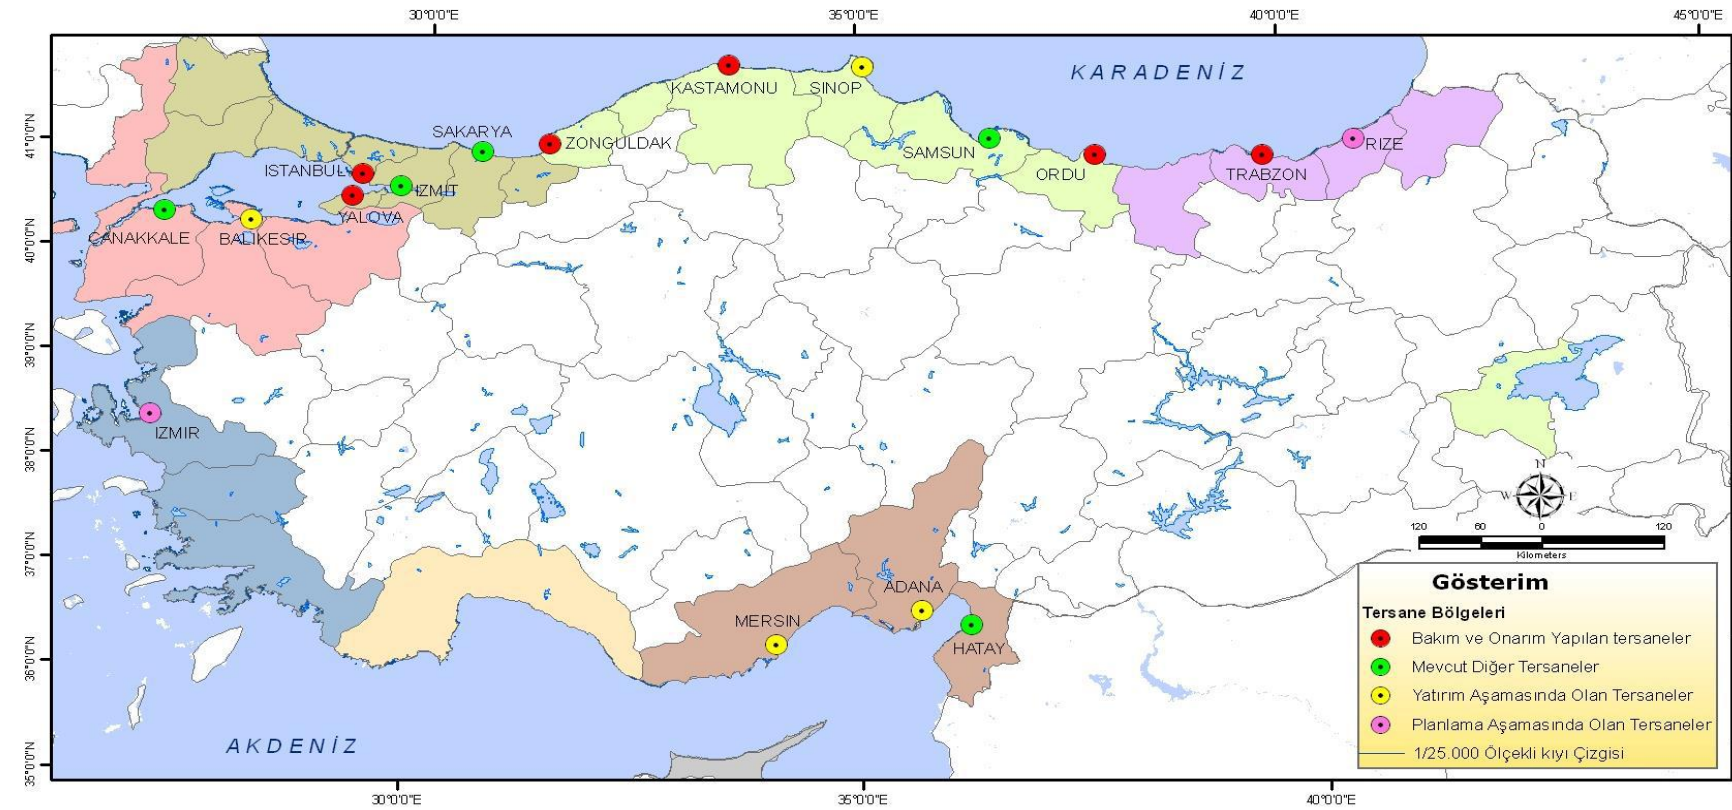 30°0'0"E
35°0'0"E
40°0'0"E
45°0'0"E
KARADENİZ
KASTAMONU
SINOP
41°0'0"N
SAKARYA
ZONGULDAK
SAMSUN
RIZE
ISTANBUL
IZMIT
ORDU
TRABZON
YALOVA
40°0'0"N
CANAKKALE
BALIKESIR
39°0'0"N
IZMIR
38°0'0"N
N
W
E
120
60
0
120
Kilometers
37°0'0"N
ADANA
MERSIN
HATAY
36°0'0"N
AKDENİZ
35°0'0"N
Gösterim
Tersane Bölgeleri
Bakım ve Onarım Yapılan tersaneler
Mevcut Diğer Tersaneler
Yatırım Aşamasında Olan Tersaneler
Planlama Aşamasında Olan Tersaneler
1/25.000 Ölçekli kıyı Çizgisi
30°0'0"E
35°0'0"E
40°0'0"E